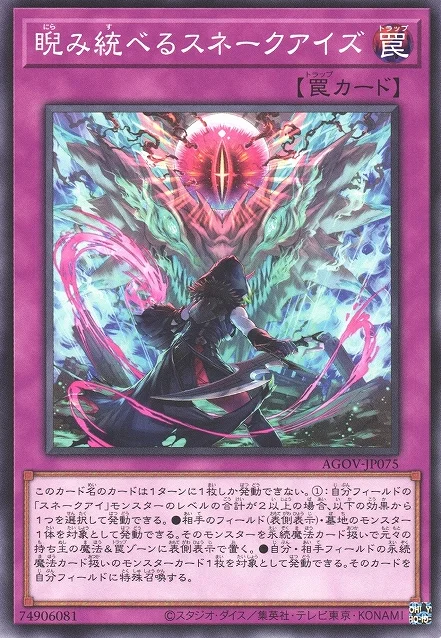 睨み統べるスネークアイズ 罠
【罠カード】
AGOV-JP075
このカード名のカードは1ターンに1枚しか発動できない。①:自分フィールドの
「スネークアイ」モンスターのレベルの合計が2以上の場合、以下の効果から
1つを選択して発動できる。●相手のフィールド(表側表示)・墓地のモンスター
1体を対象として発動できる。そのモンスターを永続魔法カード扱いで元々の
持ち主の魔法&罠ゾーンに表側表示で置く。●自分・相手フィールドの永続
魔法カード扱いのモンスターカード1枚を対象として発動できる。そのカードを
自分フィールドに特殊召喚する。
74906081 ©スタジオ・ダイス/集英社・テレビ東京・KONAMI